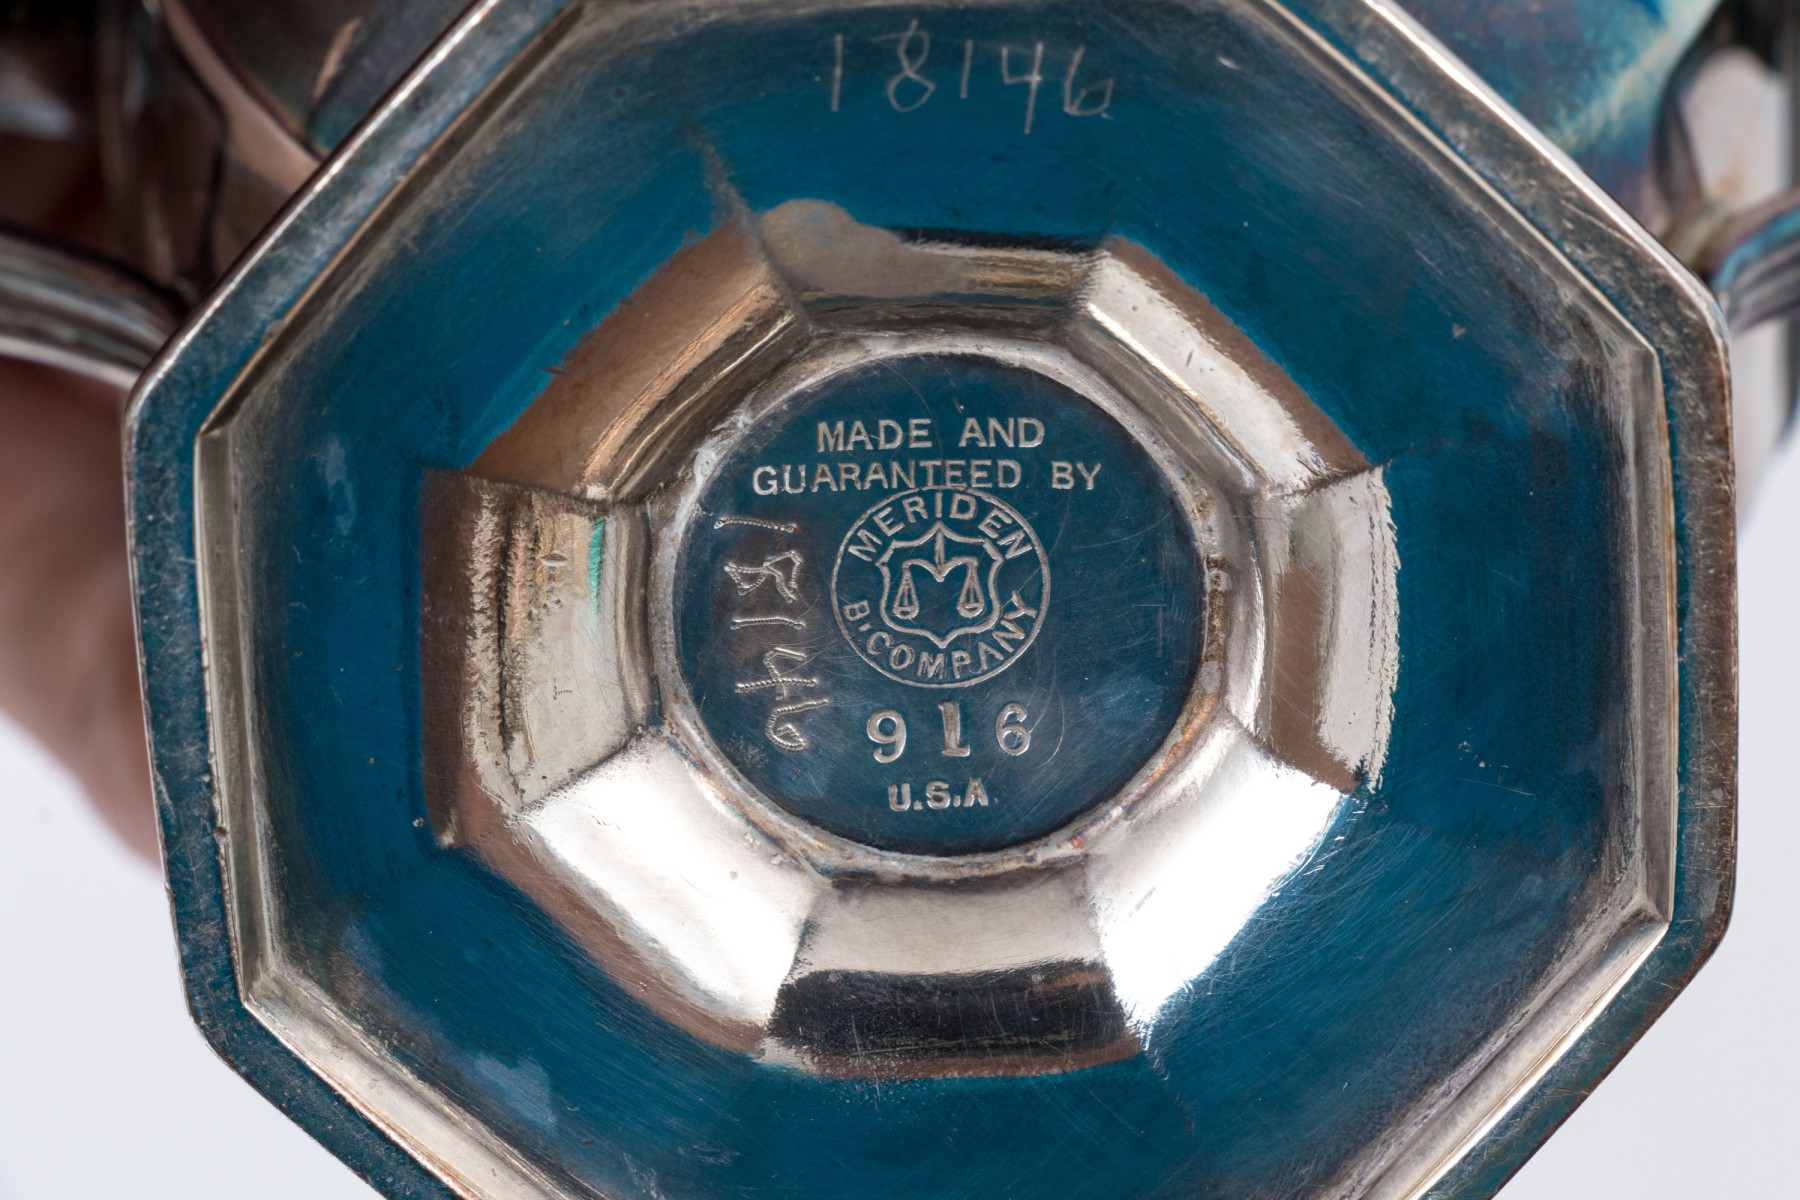 18146
MADE AND
GUARANTEED BY
MERIDEN
B. COMPANY
18146
916
U.S.A